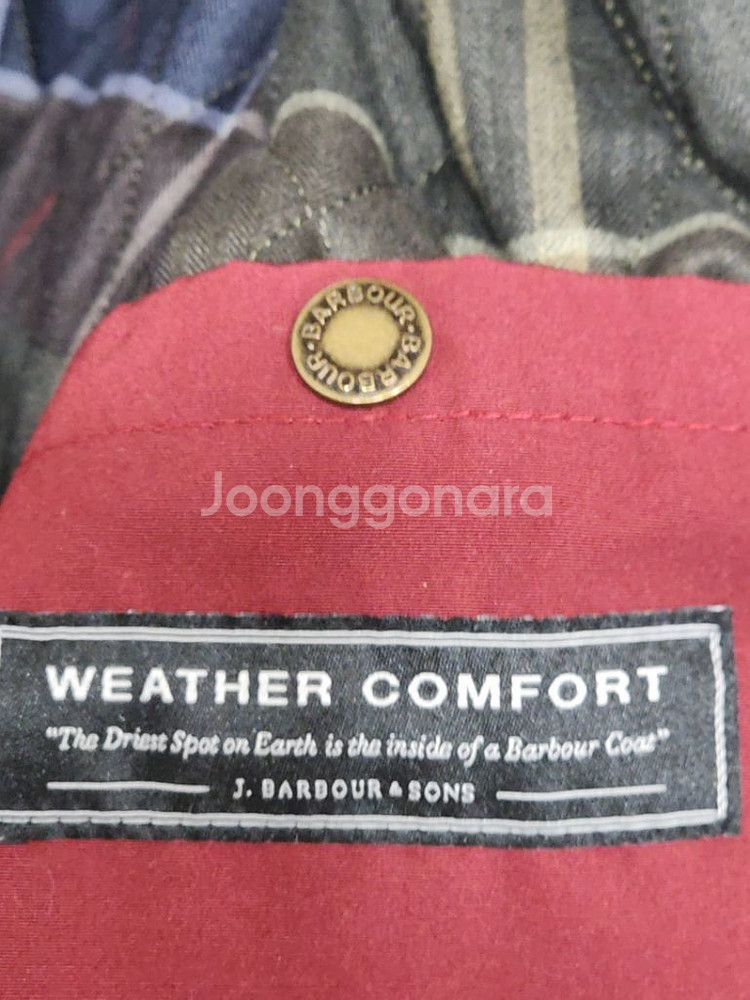 BARBOUR · BARBOUR ·
Joonggonara
WEATHER COMFORT
"The Driest Spot on Earth is the inside of a Barbour Coat"
J. BARBOUR & SONS